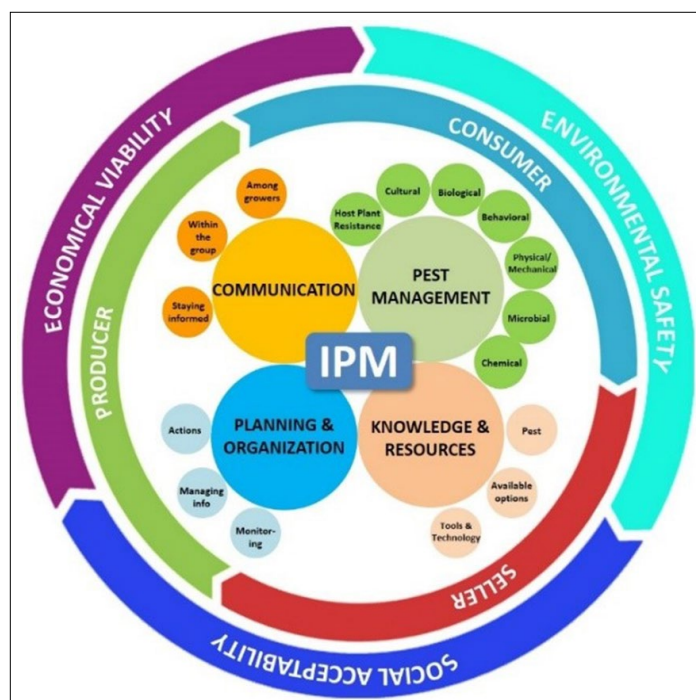 ECONOMICAL VIABILITY
ENVIRONMENTAL SAFETY
SOCIAL ACCEPTABILITY
PRODUCER
CONSUMER
SELLER
Among
growers
Within
the
group
Staying
informed
COMMUNICATION
Host Plant
Resistance
Cultural
Biological
Behavioral
Physical/
Mechanical
Microbial
Chemical
PEST
MANAGEMENT
IPM
PLANNING &
ORGANIZATION
Actions
Managing
info
Monitor-
ing
KNOWLEDGE &
RESOURCES
Pest
Available
options
Tools &
Technology